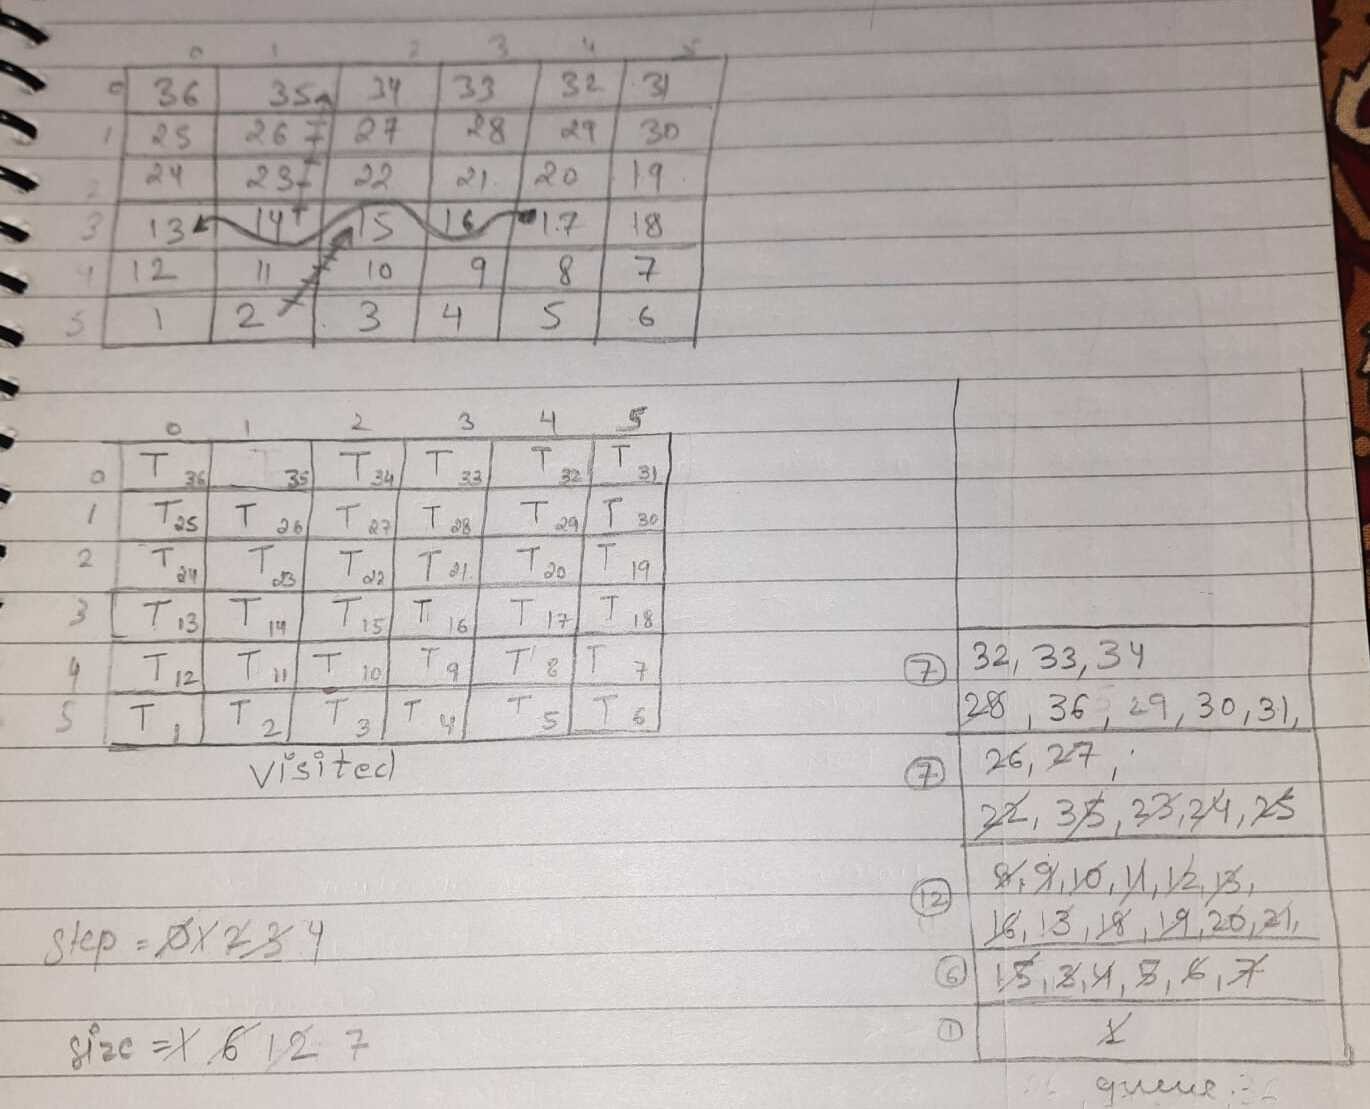 0 1 2 3 4 5
0 36 35 34 33 32 31
1 25 26 27 28 29 30
2 24 23 22 21 20 19
3 13 14 15 16 17 18
4 12 11 10 9 8 7
5 1 2 3 4 5 6
0 1 2 3 4 5
0 T 36 35 T 34 T 33 T 32 T 31
1 T 25 T 26 T 27 T 28 T 29 T 30
2 T 24 T 23 T 22 T 21 T 20 T 19
3 T 13 T 14 T 15 T 16 T 17 T 18
4 T 12 T 11 T 10 T 9 T 8 T 7
5 T 1 T 2 T 3 T 4 T 5 T 6
visited
7 32, 33, 34
28, 36, 29, 30, 31,
7 26, 27,
22, 35, 23, 24, 25
12 8, 9, 10, 11, 12, 13,
16, 13, 18, 19, 20, 21,
6 15, 3, 4, 5, 6, 7
1 1
queue
step = 0 1 2 3 4
size = 1 6 12 7